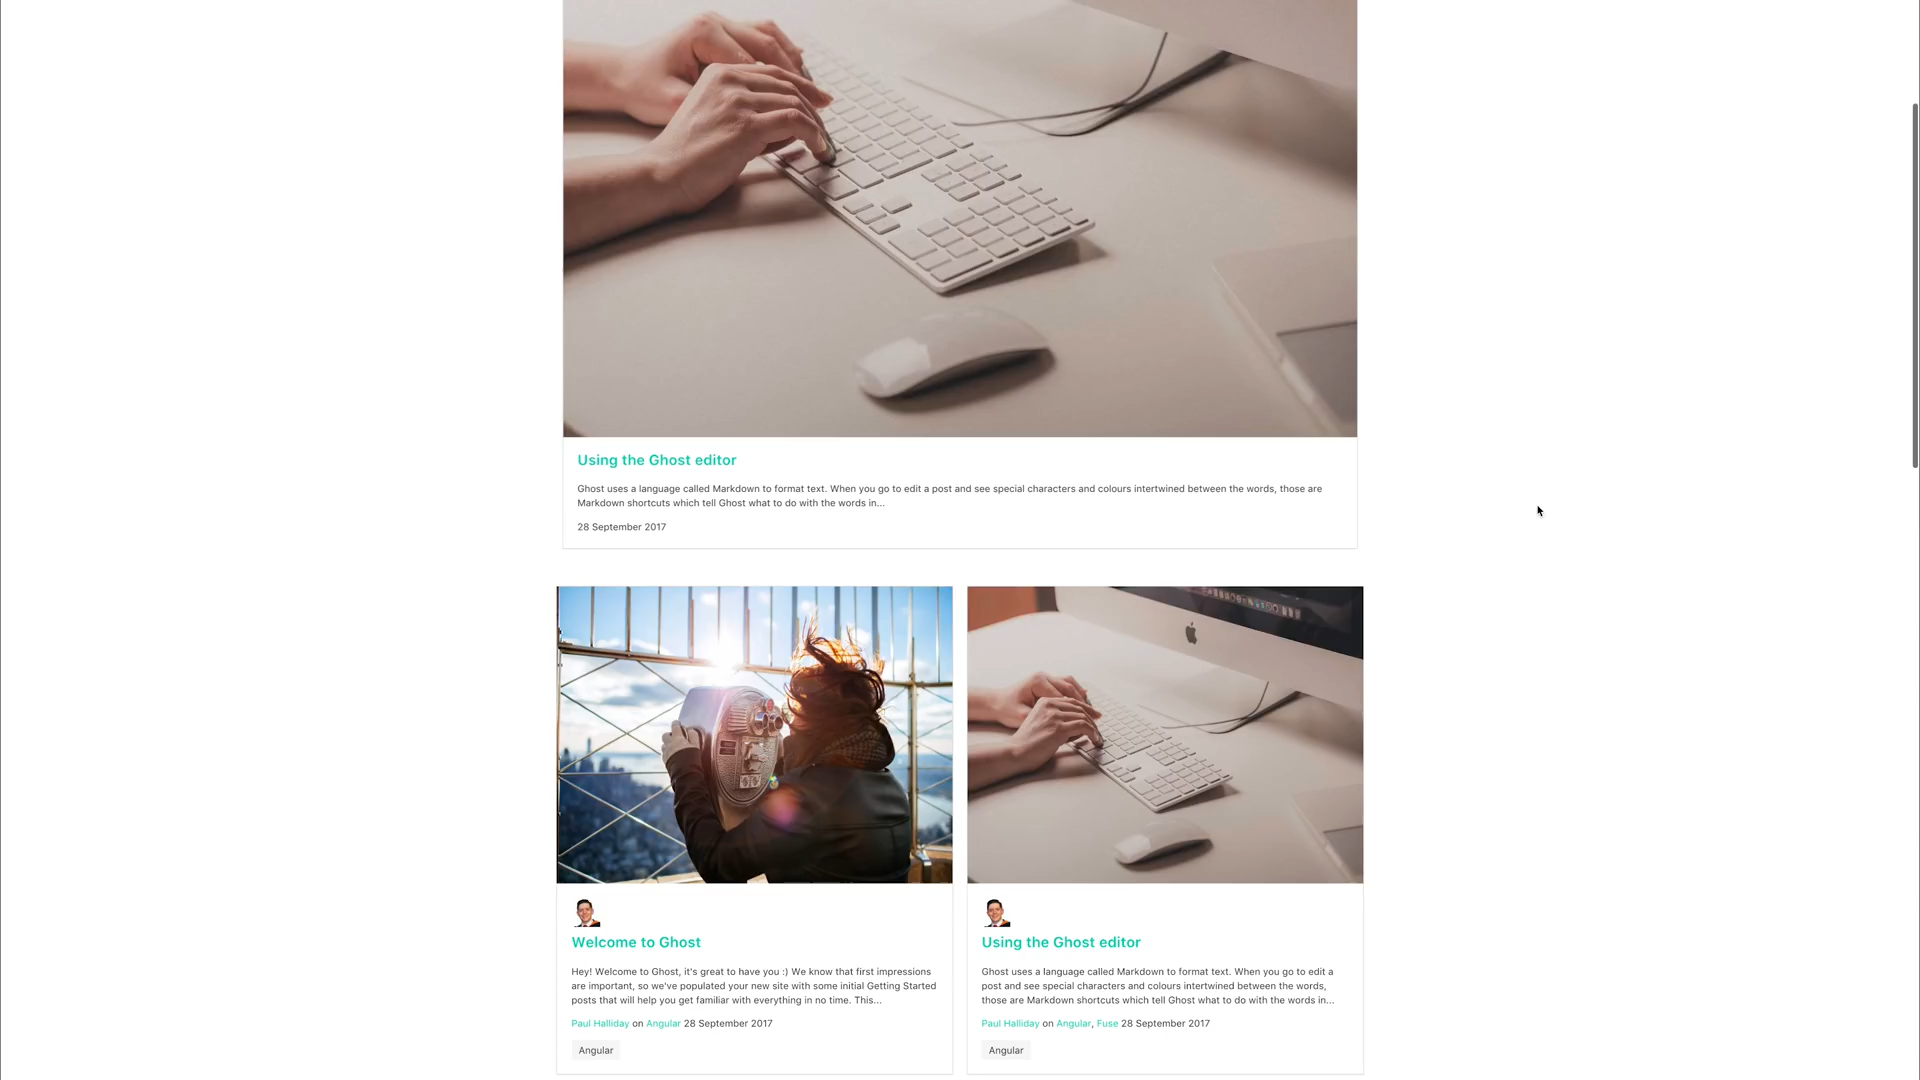 Using the Ghost editor
Ghost uses a language called Markdown to format text. When you go to edit a post and see special characters and colours intertwined between the words, those are
Markdown shortcuts which tell Ghost what to do with the words in...
28 September 2017
Welcome to Ghost
Hey! Welcome to Ghost, it's great to have you :) We know that first impressions
are important, so we've populated your new site with some initial Getting Started
posts that will help you get familiar with everything in no time. This...
Paul Halliday on Angular 28 September 2017
Angular
Using the Ghost editor
Ghost uses a language called Markdown to format text. When you go to edit a
post and see special characters and colours intertwined between the words,
those are Markdown shortcuts which tell Ghost what to do with the words in...
Paul Halliday on Angular, Fuse 28 September 2017
Angular